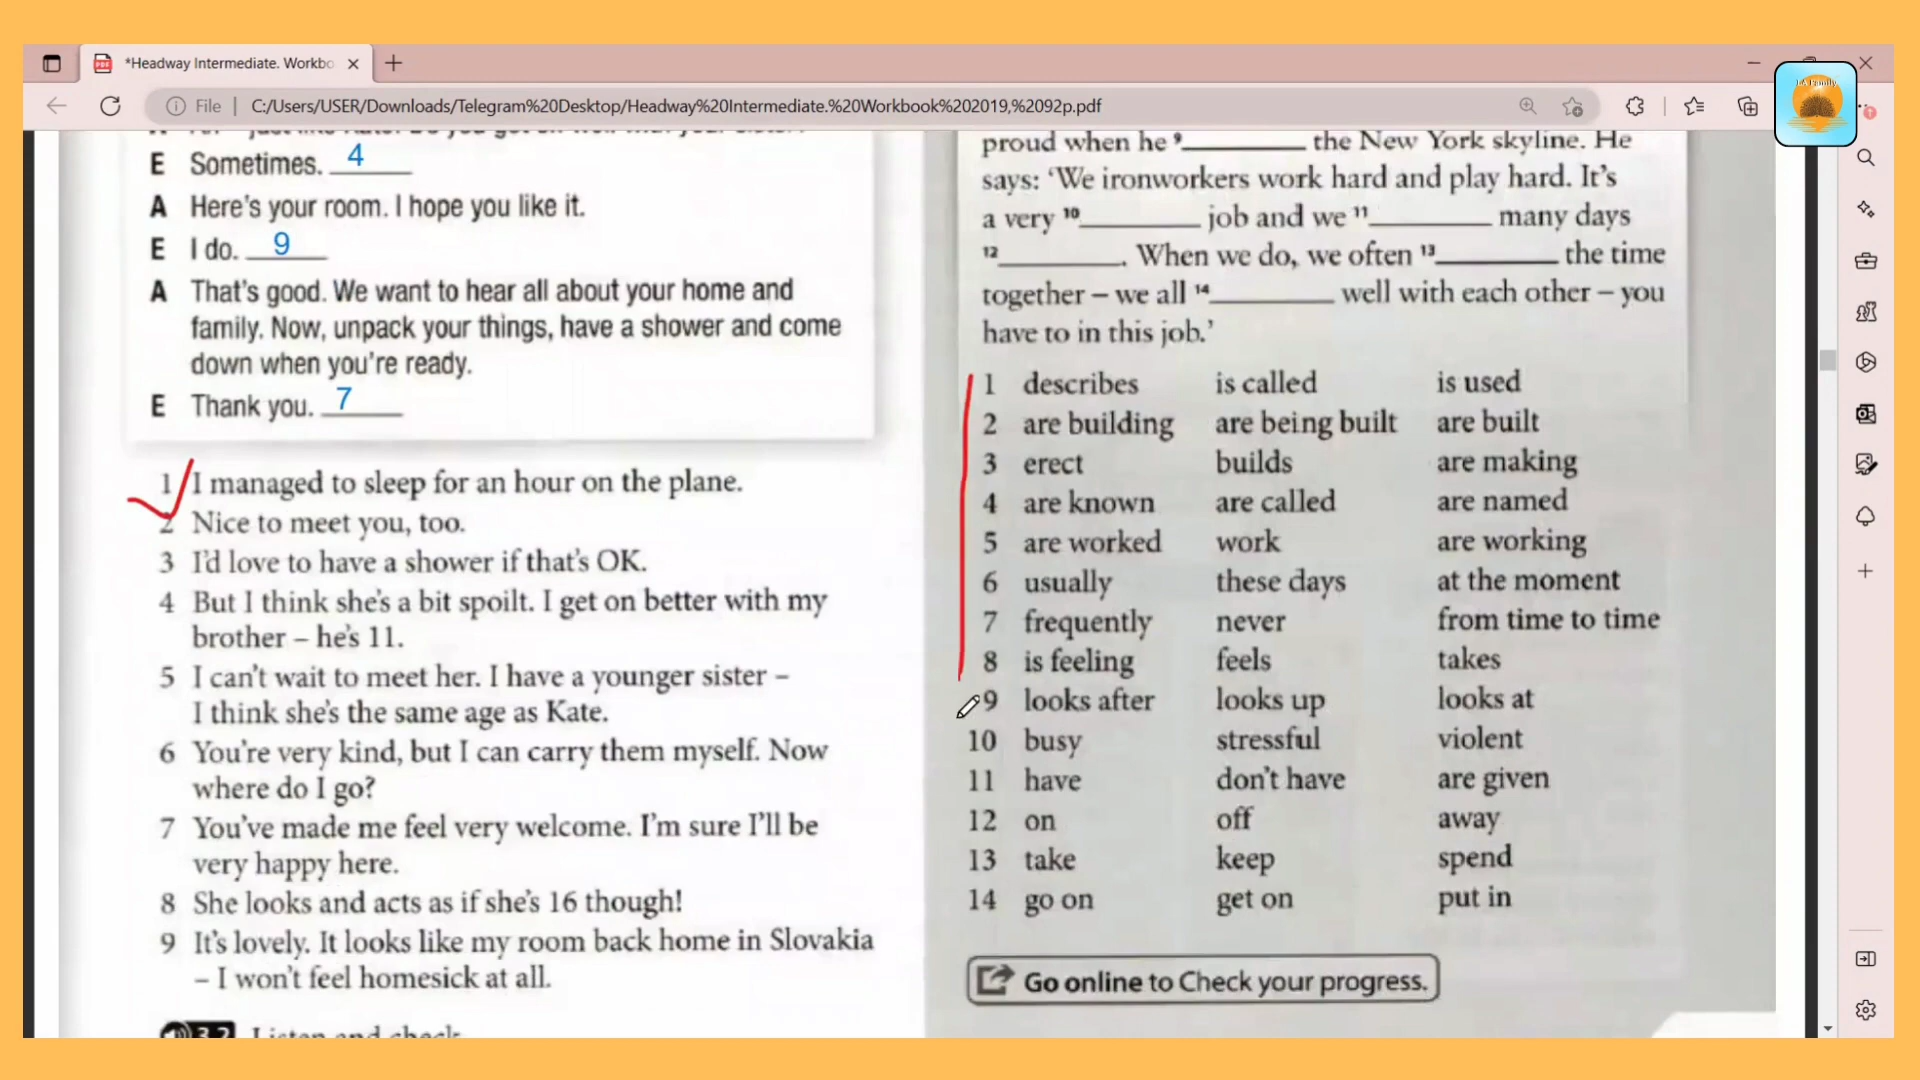 *Headway Intermediate. Workbo
File
C:/Users/USER/Downloads/Telegram%20Desktop/Headway%20Intermediate.%20Workbook%202019,%2092p.pdf
E Sometimes. 4
A Here's your room. I hope you like it.
E I do. 9
A That's good. We want to hear all about your home and
family. Now, unpack your things, have a shower and come
down when you're ready.
E Thank you. 7
1 I managed to sleep for an hour on the plane.
2 Nice to meet you, too.
3 I'd love to have a shower if that's OK.
4 But I think she's a bit spoilt. I get on better with my
brother – he's 11.
5 I can't wait to meet her. I have a younger sister –
I think she's the same age as Kate.
6 You're very kind, but I can carry them myself. Now
where do I go?
7 You've made me feel very welcome. I'm sure I'll be
very happy here.
8 She looks and acts as if she's 16 though!
9 It's lovely. It looks like my room back home in Slovakia
– I won't feel homesick at all.
Listen and check
proud when he 9 the New York skyline. He
says: 'We ironworkers work hard and play hard. It's
a very 10 job and we 11 many days
12 . When we do, we often 13 the time
together – we all 14 well with each other – you
have to in this job.'
1 describes is called is used
2 are building are being built are built
3 erect builds are making
4 are known are called are named
5 are worked work are working
6 usually these days at the moment
7 frequently never from time to time
8 is feeling feels takes
9 looks after looks up looks at
10 busy stressful violent
11 have don't have are given
12 on off away
13 take keep spend
14 go on get on put in
Go online to Check your progress.